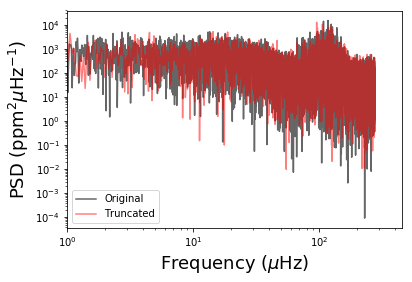 10⁴
10³
10²
10¹
10⁰
10⁻¹
10⁻²
10⁻³
10⁻⁴
PSD (ppm²μHz⁻¹)
Original
Truncated
10⁰ 10¹ 10²
Frequency (μHz)